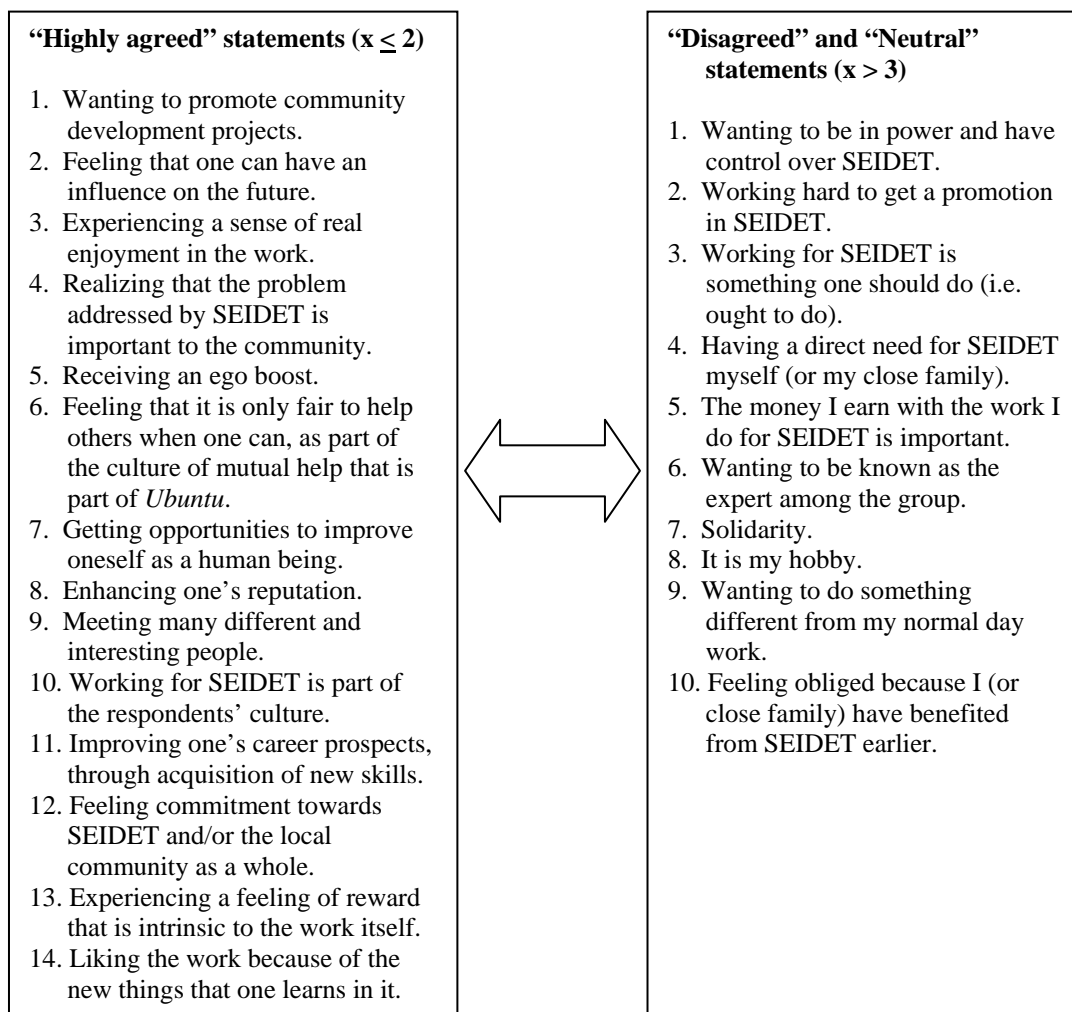 “Highly agreed” statements (x ≤ 2)
1. Wanting to promote community
development projects.
2. Feeling that one can have an
influence on the future.
3. Experiencing a sense of real
enjoyment in the work.
4. Realizing that the problem
addressed by SEIDET is
important to the community.
5. Receiving an ego boost.
6. Feeling that it is only fair to help
others when one can, as part of
the culture of mutual help that is
part of Ubuntu.
7. Getting opportunities to improve
oneself as a human being.
8. Enhancing one’s reputation.
9. Meeting many different and
interesting people.
10. Working for SEIDET is part of
the respondents’ culture.
11. Improving one’s career prospects,
through acquisition of new skills.
12. Feeling commitment towards
SEIDET and/or the local
community as a whole.
13. Experiencing a feeling of reward
that is intrinsic to the work itself.
14. Liking the work because of the
new things that one learns in it.
“Disagreed” and “Neutral”
statements (x > 3)
1. Wanting to be in power and have
control over SEIDET.
2. Working hard to get a promotion
in SEIDET.
3. Working for SEIDET is
something one should do (i.e.
ought to do).
4. Having a direct need for SEIDET
myself (or my close family).
5. The money I earn with the work I
do for SEIDET is important.
6. Wanting to be known as the
expert among the group.
7. Solidarity.
8. It is my hobby.
9. Wanting to do something
different from my normal day
work.
10. Feeling obliged because I (or
close family) have benefited
from SEIDET earlier.